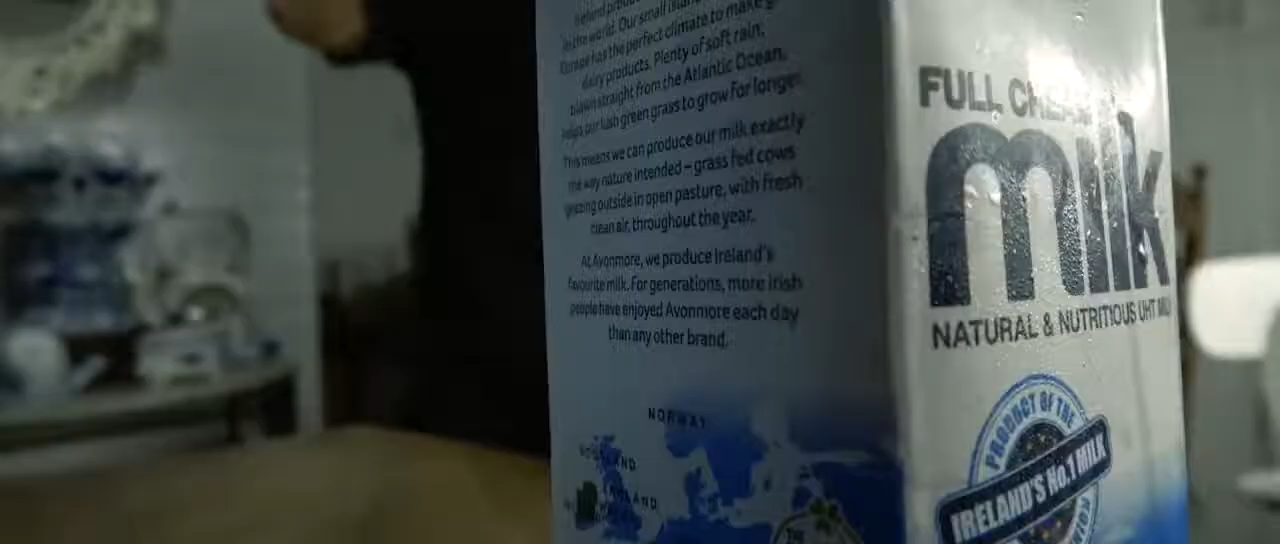 in the world. Our small island
Europe has the perfect climate to make
dairy products. Plenty of soft rain,
blown straight from the Atlantic Ocean,
helps our lush green grass to grow for longer.
This means we can produce our milk exactly
the way nature intended – grass fed cows
grazing outside in open pasture, with fresh
clean air, throughout the year.
At Avonmore, we produce Ireland's
favourite milk. For generations, more Irish
people have enjoyed Avonmore each day
than any other brand.
NORWAY
THE
FULL CREAM
milk
NATURAL & NUTRITIOUS UHT MILK
PRODUCT OF THE
IRELAND'S No.1 MILK